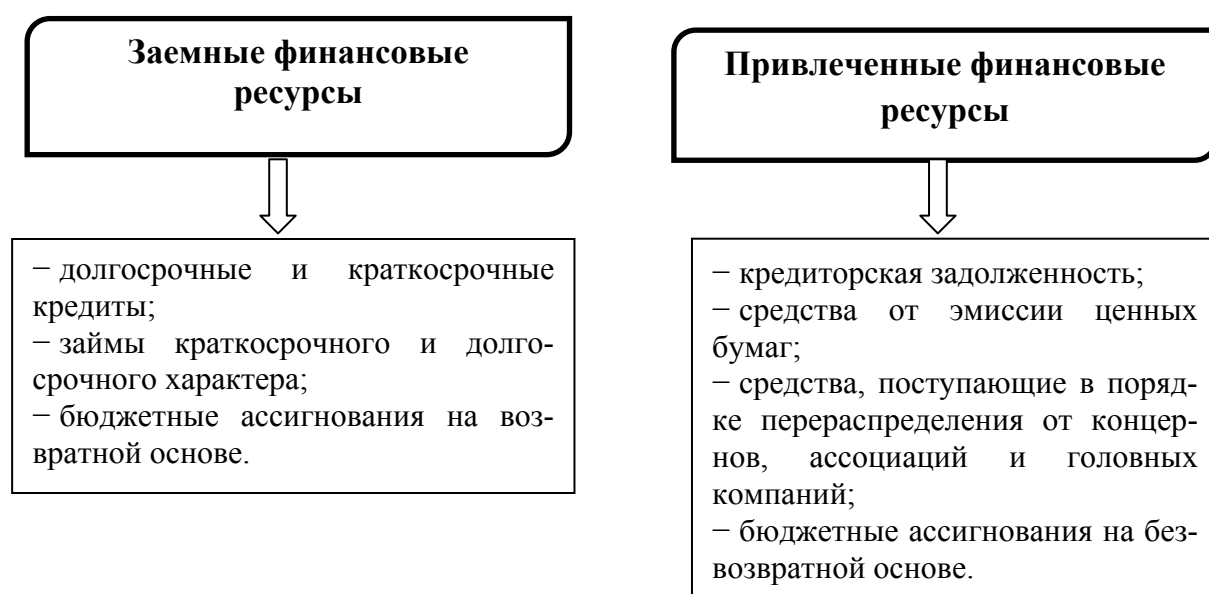 Заемные финансовые
ресурсы
− долгосрочные и краткосрочные
кредиты;
− займы краткосрочного и долго-
срочного характера;
− бюджетные ассигнования на воз-
вратной основе.
Привлеченные финансовые
ресурсы
− кредиторская задолженность;
− средства от эмиссии ценных
бумаг;
− средства, поступающие в поряд-
ке перераспределения от концер-
нов, ассоциаций и головных
компаний;
− бюджетные ассигнования на без-
возвратной основе.